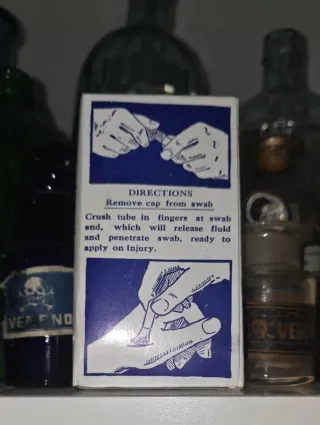 DIRECTIONS
Remove cap from swab
Crush tube in fingers at swab
end, which will release fluid
and penetrate swab, ready to
apply on injury.
VELENO
VENE